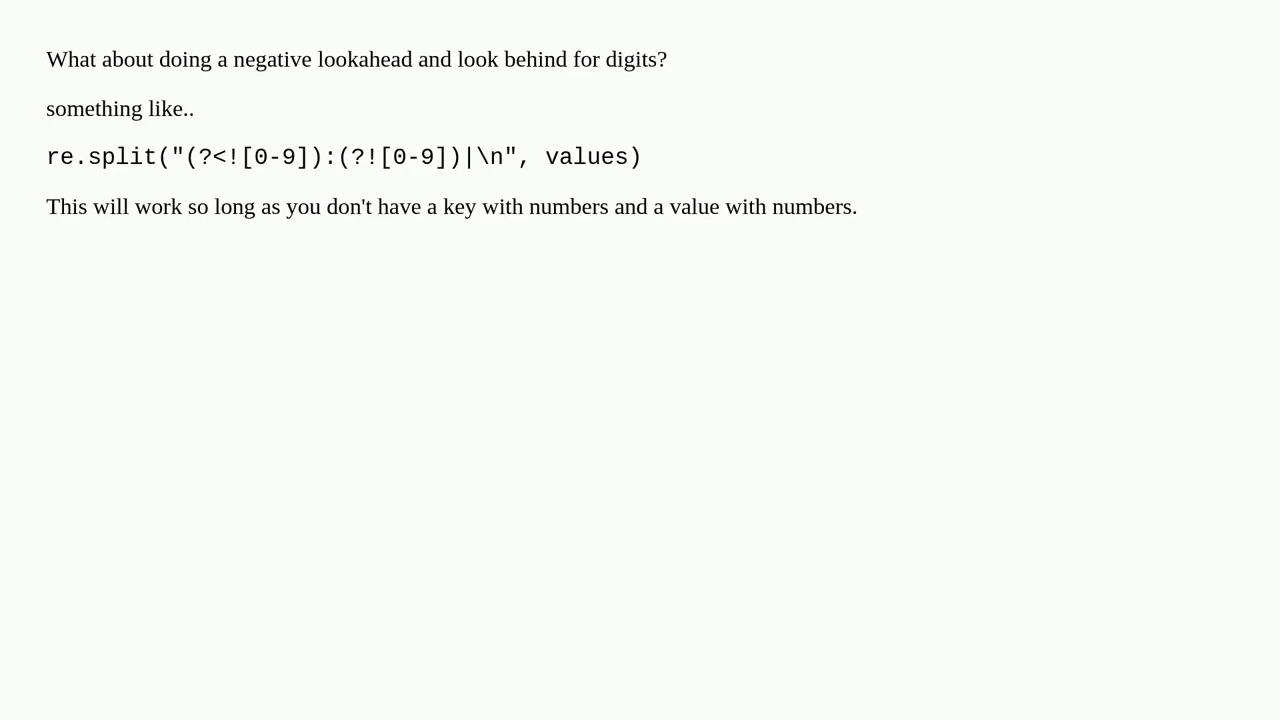 What about doing a negative lookahead and look behind for digits?
something like..
re.split("(?<![0-9]):(?![0-9])|\n", values)
This will work so long as you don't have a key with numbers and a value with numbers.